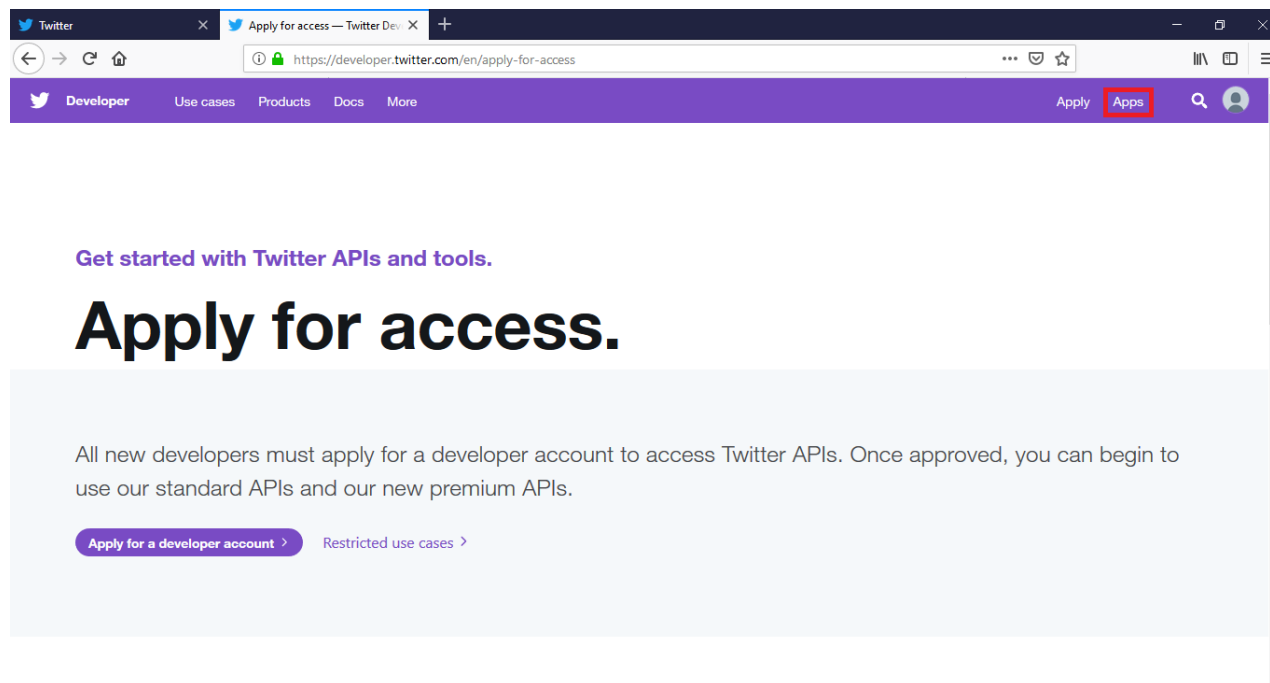 Twitter
Apply for access — Twitter Dev
https://developer.twitter.com/en/apply-for-access
Developer Use cases Products Docs More Apply Apps
Get started with Twitter APIs and tools.
Apply for access.
All new developers must apply for a developer account to access Twitter APIs. Once approved, you can begin to
use our standard APIs and our new premium APIs.
Apply for a developer account
Restricted use cases